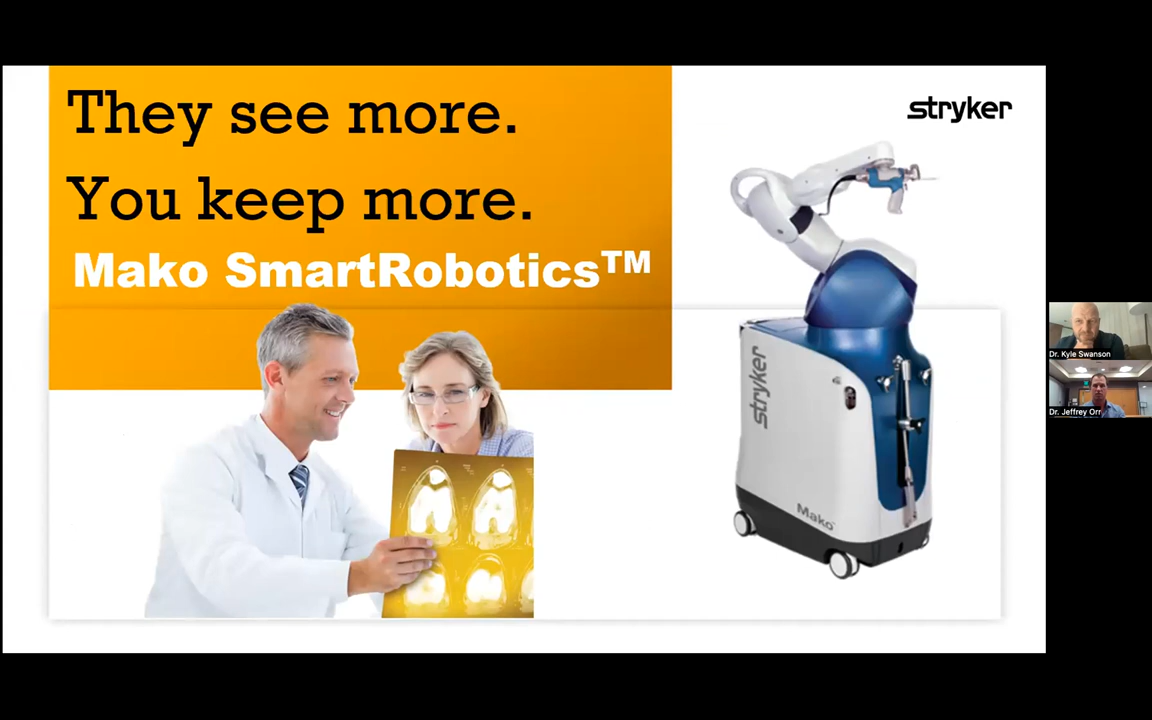 They see more.
You keep more.
Mako SmartRobotics™
stryker
stryker
Mako
Dr. Kyle Swanson
Dr. Jeffrey Orr